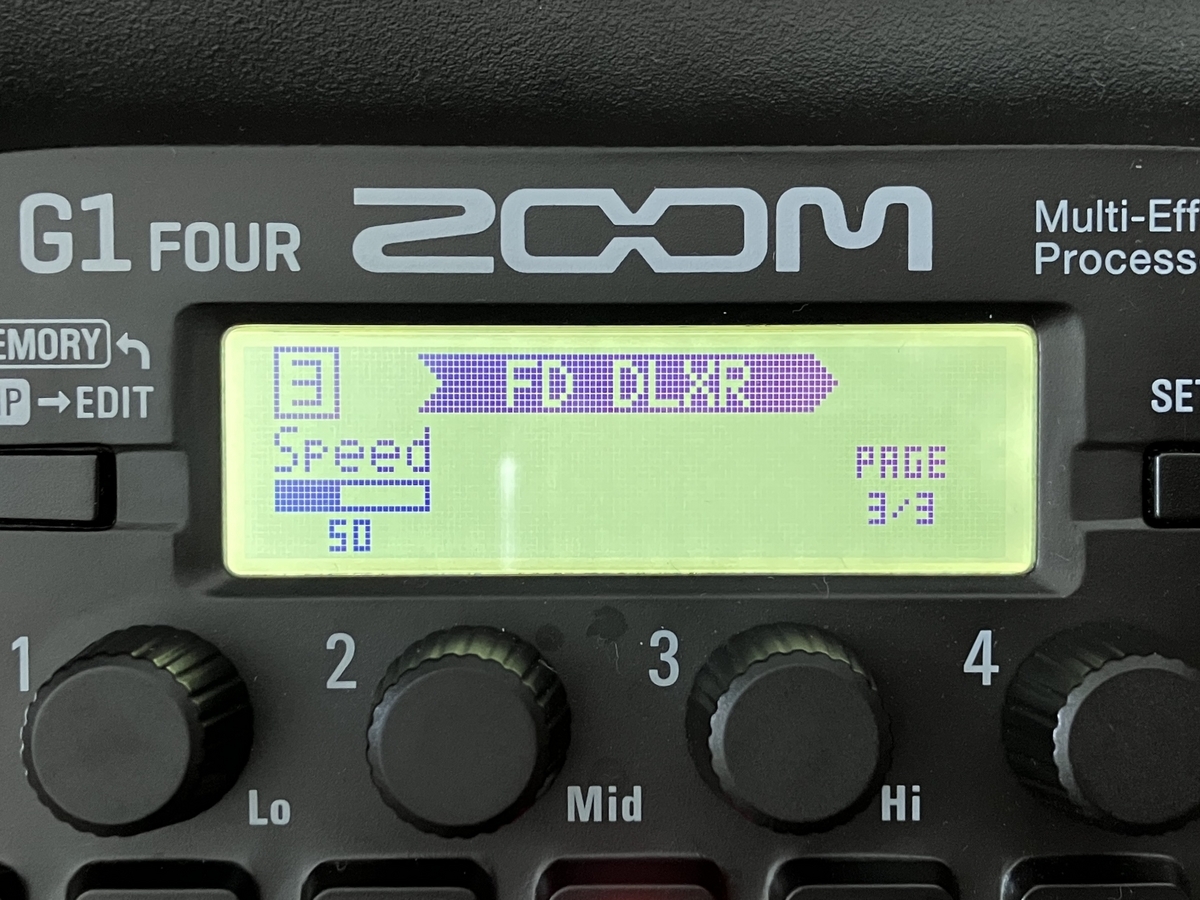 G1 FOUR ZOOM
Multi-Eff
Process
EMORY
P → EDIT
SET
3 FD DLXR
Speed
50
PAGE
3/3
1 2 3 4
Lo Mid Hi